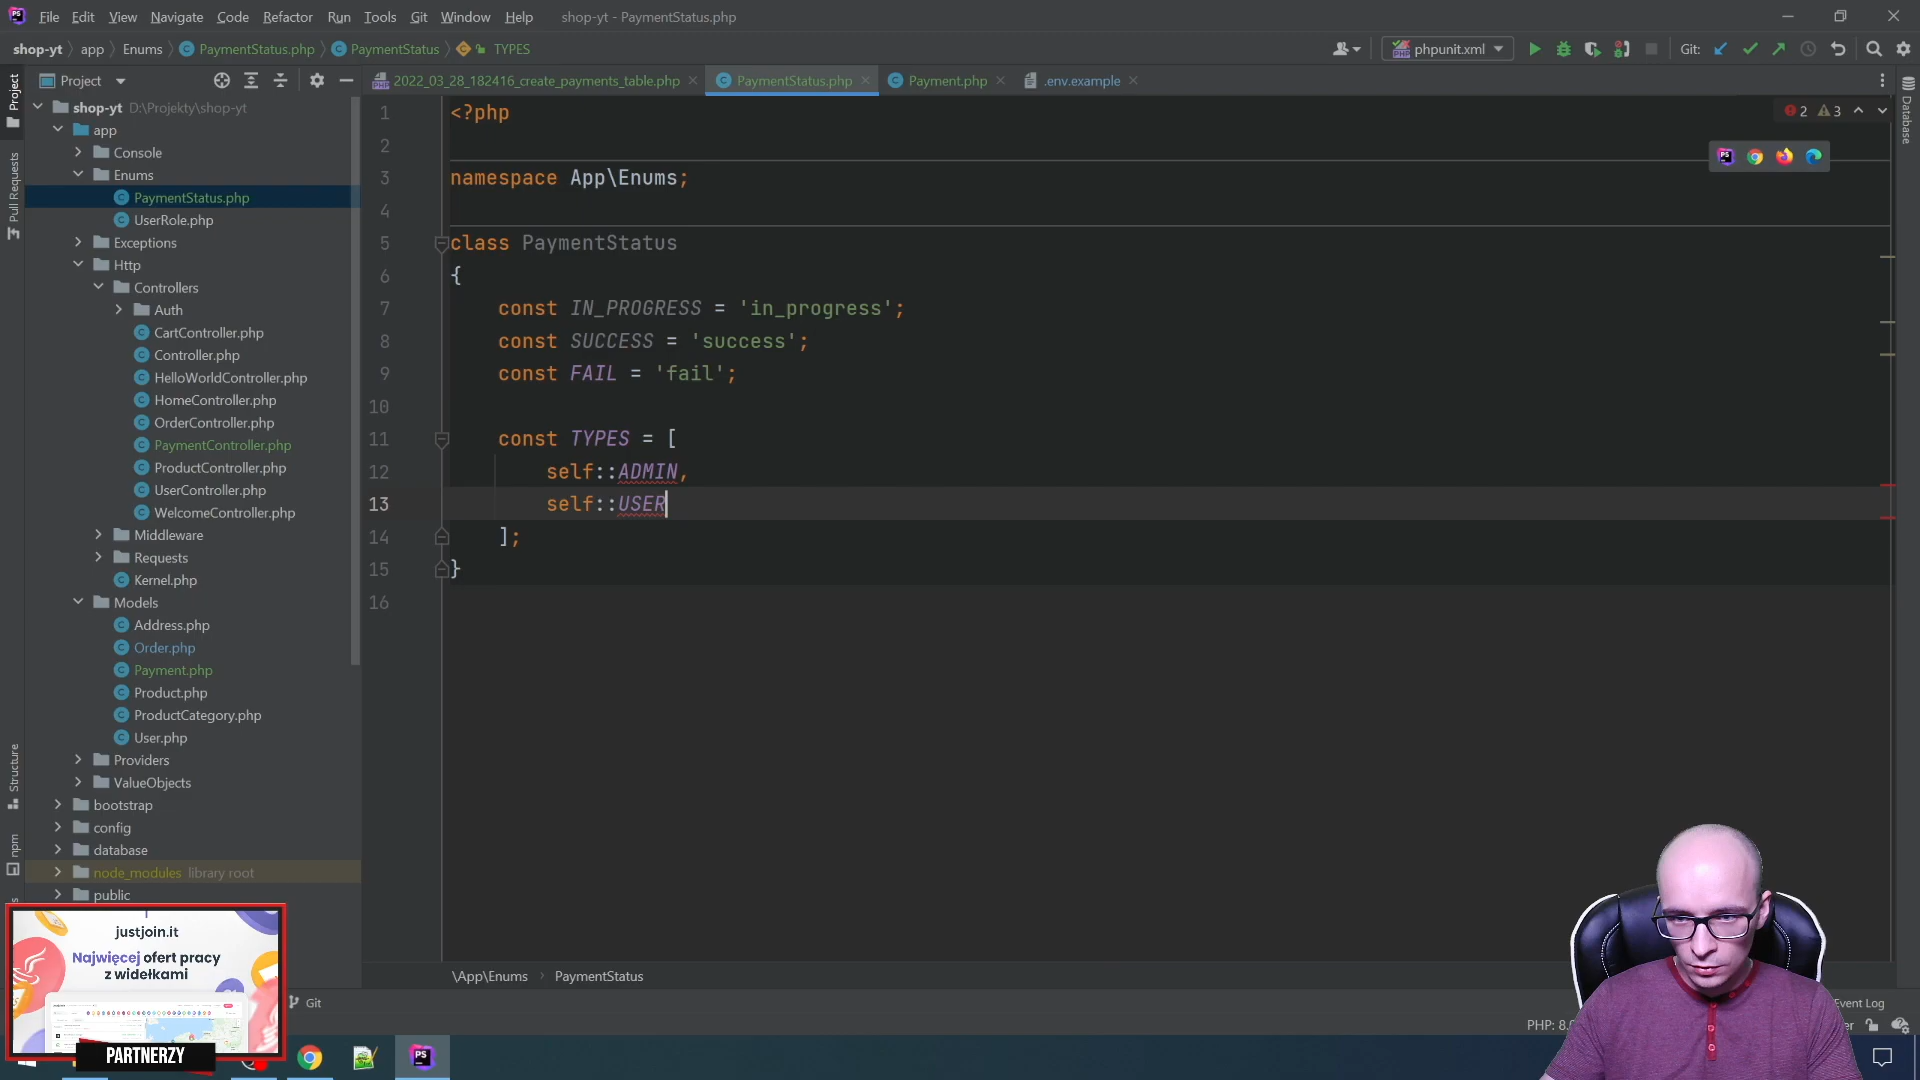 File Edit View Navigate Code Refactor Run Tools Git Window Help shop-yt - PaymentStatus.php
shop-yt app Enums PaymentStatus.php PaymentStatus TYPES
phpunit.xml
Git:
Project
2022_03_28_182416_create_payments_table.php
PaymentStatus.php
Payment.php
.env.example
Project
Pull Requests
Structure
npm
Database
shop-yt D:\Projekty\shop-yt
app
Console
Enums
PaymentStatus.php
UserRole.php
Exceptions
Http
Controllers
Auth
CartController.php
Controller.php
HelloWorldController.php
HomeController.php
OrderController.php
PaymentController.php
ProductController.php
UserController.php
WelcomeController.php
Middleware
Requests
Kernel.php
Models
Address.php
Order.php
Payment.php
Product.php
ProductCategory.php
User.php
Providers
ValueObjects
bootstrap
config
database
node_modules library root
public
2 3
1 <?php
2
3 namespace App\Enums;
4
5 class PaymentStatus
6 {
7 const IN_PROGRESS = 'in_progress';
8 const SUCCESS = 'success';
9 const FAIL = 'fail';
10
11 const TYPES = [
12 self::ADMIN,
13 self::USER
14 ];
15 }
16
\App\Enums PaymentStatus
justjoin.it
Najwięcej ofert pracy
z widełkami
PARTNERZY
Git
Event Log
PHP: 8.
PS